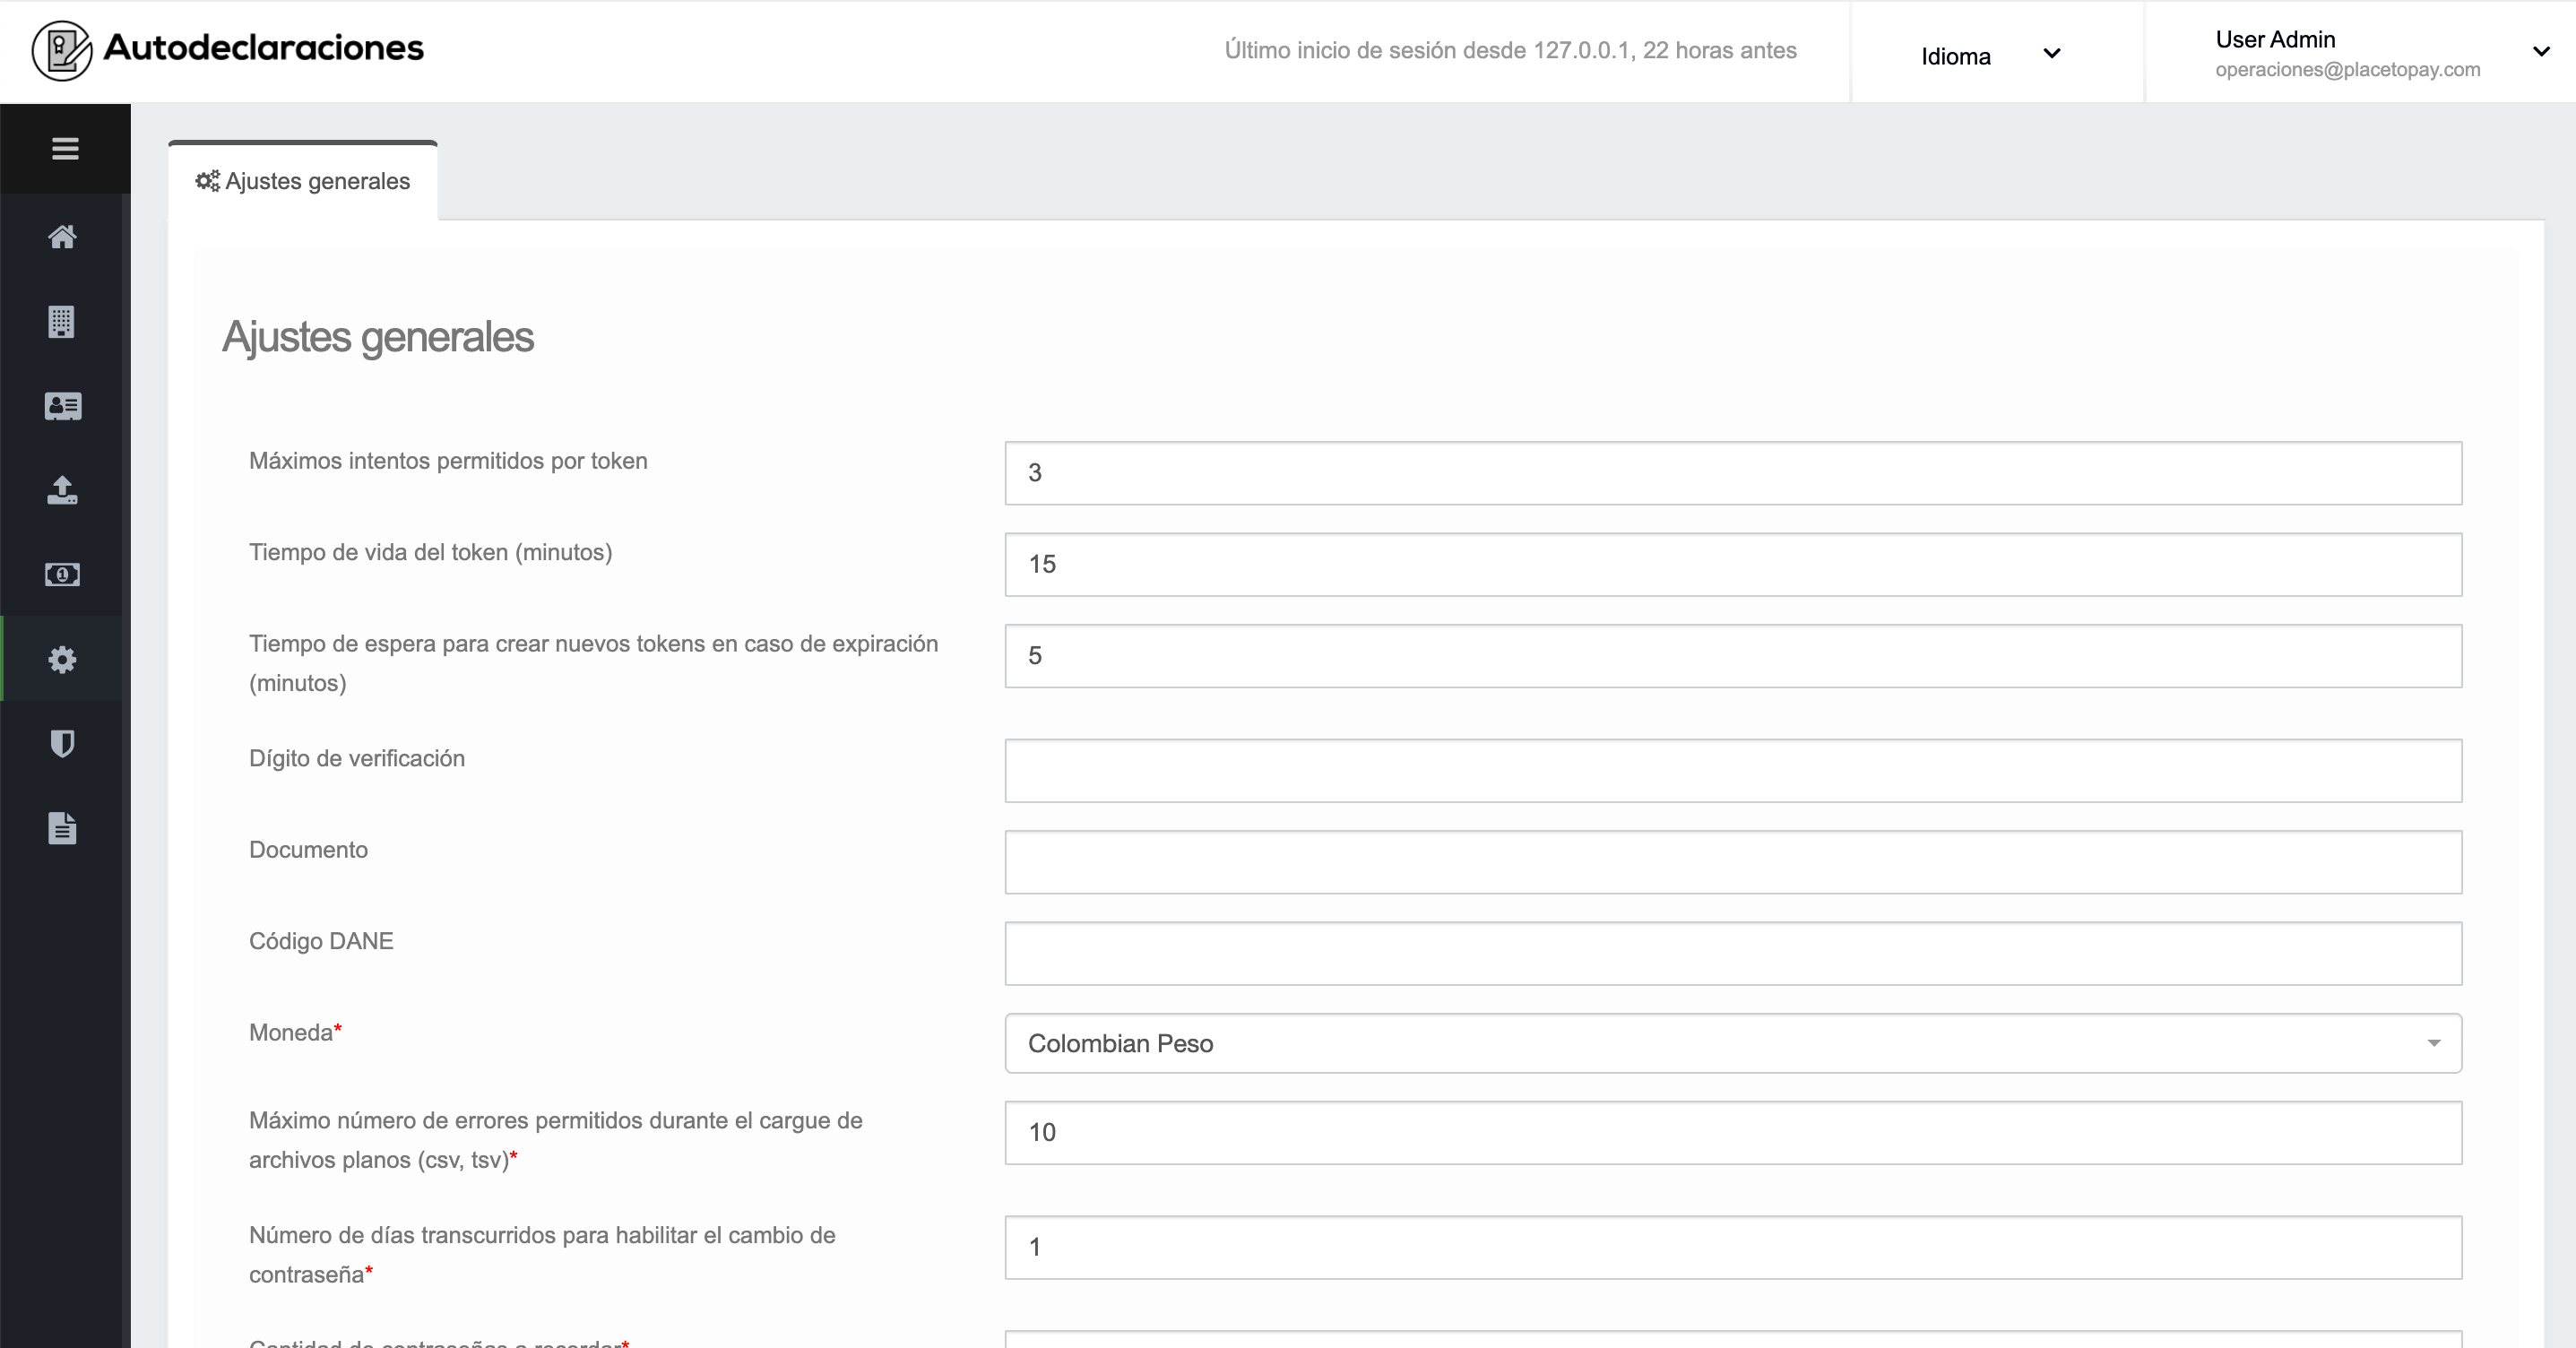 Autodeclaraciones
Último inicio de sesión desde 127.0.0.1, 22 horas antes
Idioma
User Admin
operaciones@placetopay.com
Ajustes generales
Ajustes generales
Máximos intentos permitidos por token
3
Tiempo de vida del token (minutos)
15
Tiempo de espera para crear nuevos tokens en caso de expiración
(minutos)
5
Dígito de verificación
Documento
Código DANE
Moneda*
Colombian Peso
Máximo número de errores permitidos durante el cargue de
archivos planos (csv, tsv)*
10
Número de días transcurridos para habilitar el cambio de
contraseña*
1
Cantidad de contraseñas a recordar*